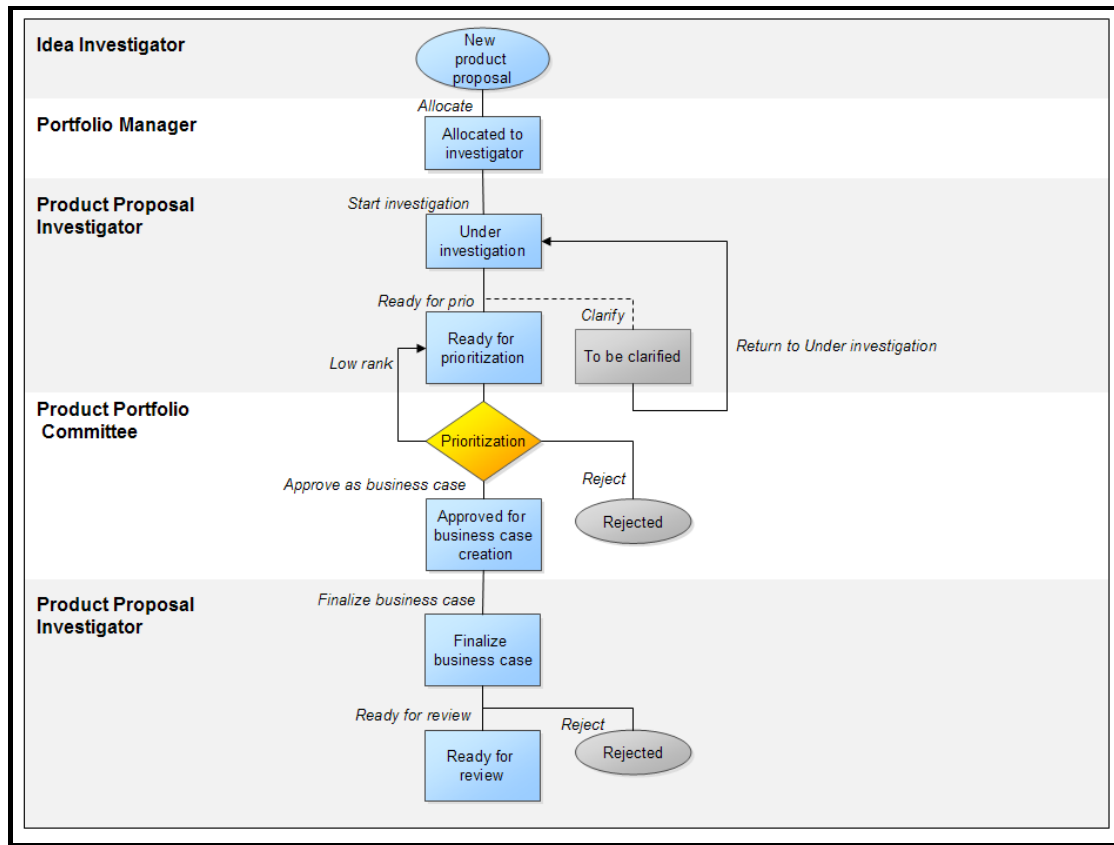 Idea Investigator
New
product
proposal
Allocate
Portfolio Manager
Allocated to
investigator
Product Proposal
Investigator
Start investigation
Under
investigation
Ready for prio
Clarify
Ready for
prioritization
To be clarified
Return to Under investigation
Low rank
Product Portfolio
Committee
Prioritization
Approve as business case
Reject
Approved for
business case
creation
Rejected
Product Proposal
Investigator
Finalize business case
Finalize
business case
Ready for review
Reject
Ready for
review
Rejected